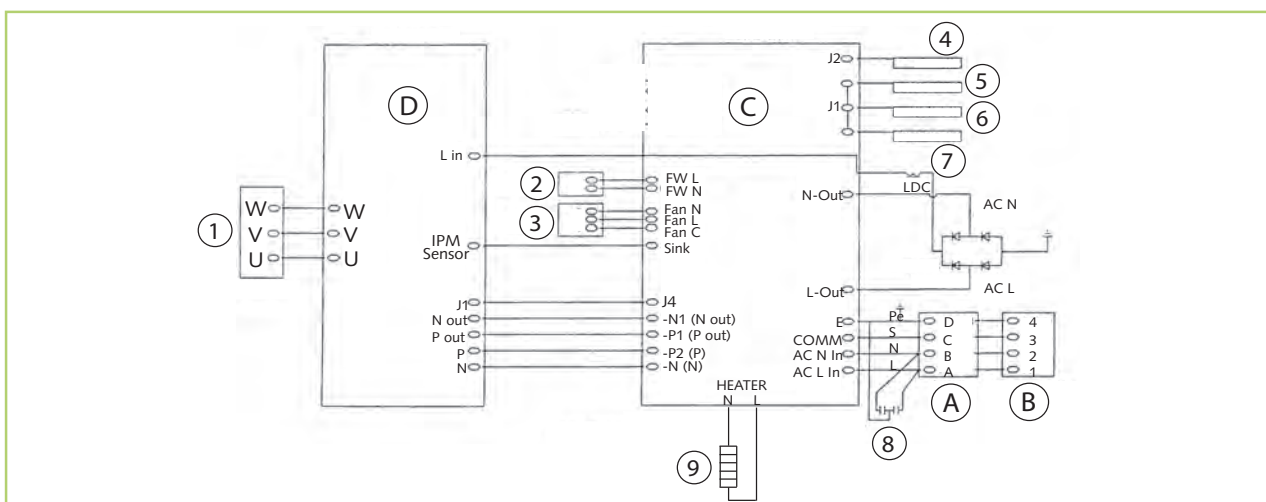 4
J2
5
D
C
J1
6
L in
7
2
FW L
FW N
LDC
N-Out
AC N
W
W
3
Fan N
Fan L
Fan C
1
V
V
IPM
Sensor
Sink
U
U
L-Out
AC L
J1
J4
N out
-N1 (N out)
P out
-P1 (P out)
P
-P2 (P)
N
-N (N)
E
Pe
D
4
COMM
S
C
3
AC N In
N
B
2
AC L In
L
A
1
HEATER
N L
A
B
8
9